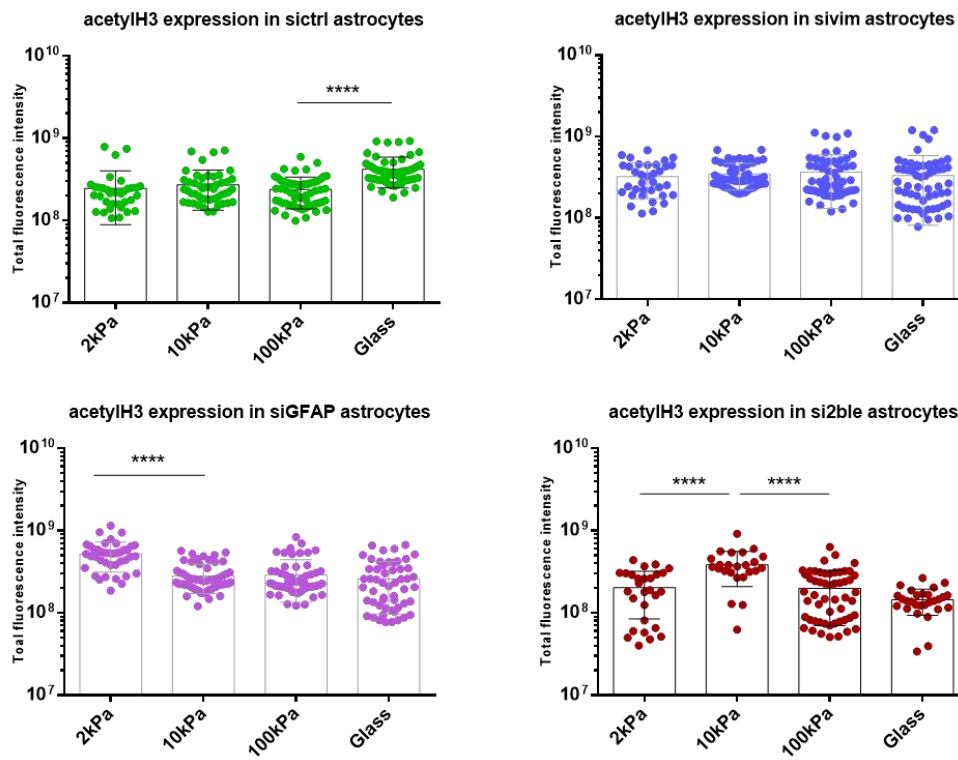 acetylH3 expression in sictrl astrocytes
Total fluorescence intensity
10^10
10^9
10^8
10^7
****
2kPa
10kPa
100kPa
Glass
acetylH3 expression in sivim astrocytes
Toal fluorescence intensity
10^10
10^9
10^8
10^7
2kPa
10kPa
100kPa
Glass
acetylH3 expression in siGFAP astrocytes
Toal fluorescence intensity
10^10
10^9
10^8
10^7
****
2kPa
10kPa
100kPa
Glass
acetylH3 expression in si2ble astrocytes
Total fluorescence intensity
10^10
10^9
10^8
10^7
**** ****
2kPa
10kPa
100kPa
Glass